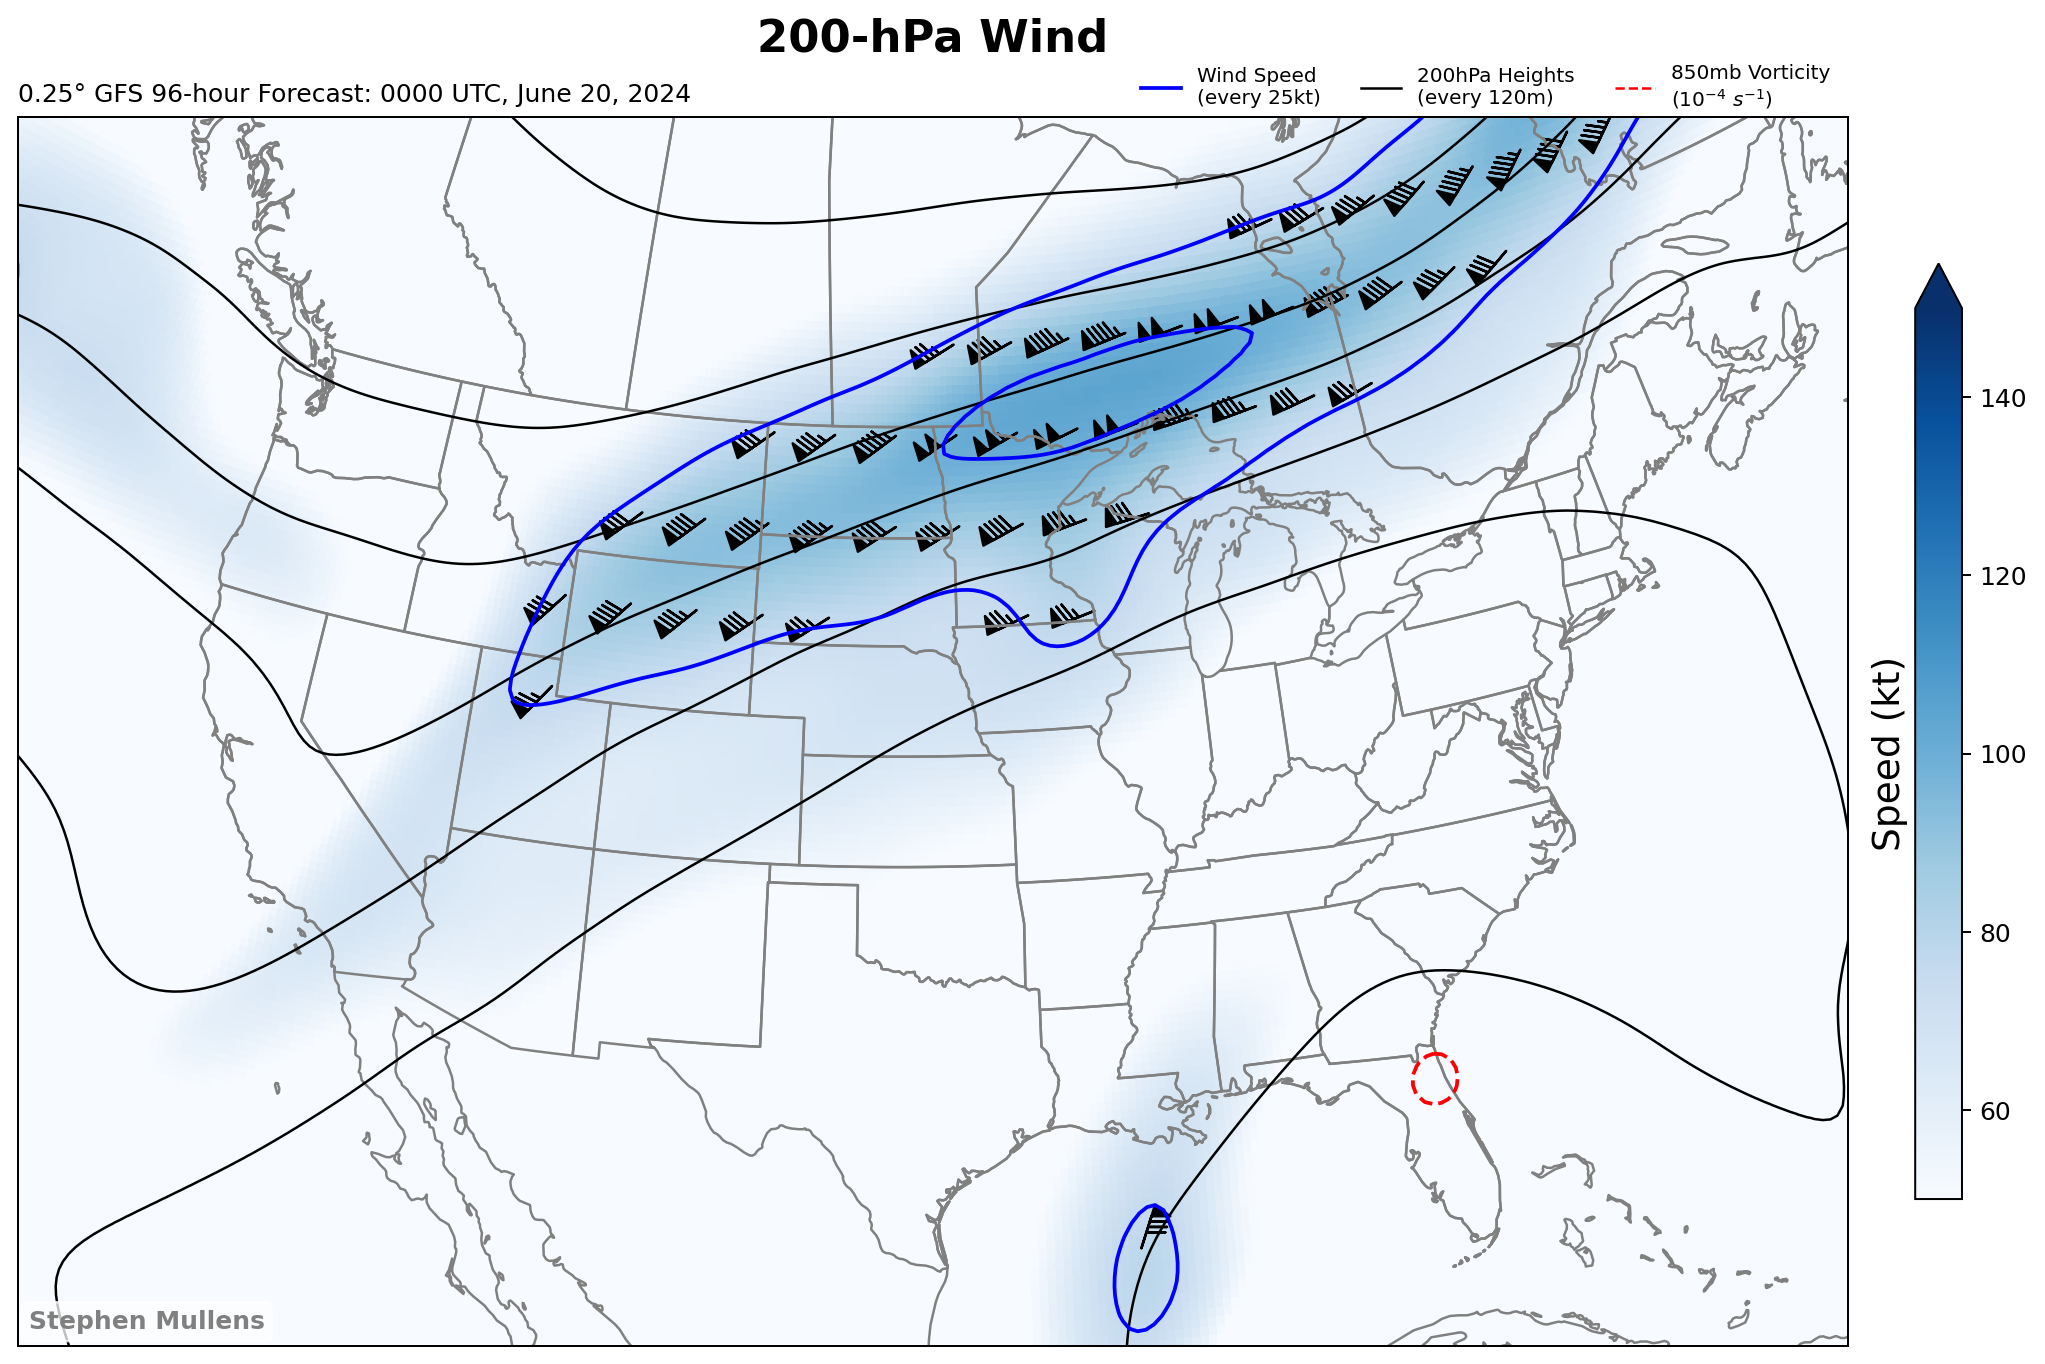 200-hPa Wind
0.25° GFS 96-hour Forecast: 0000 UTC, June 20, 2024
Wind Speed
(every 25kt)
200hPa Heights
(every 120m)
850mb Vorticity
(10⁻⁴ s⁻¹)
140
120
100
80
60
Speed (kt)
Stephen Mullens